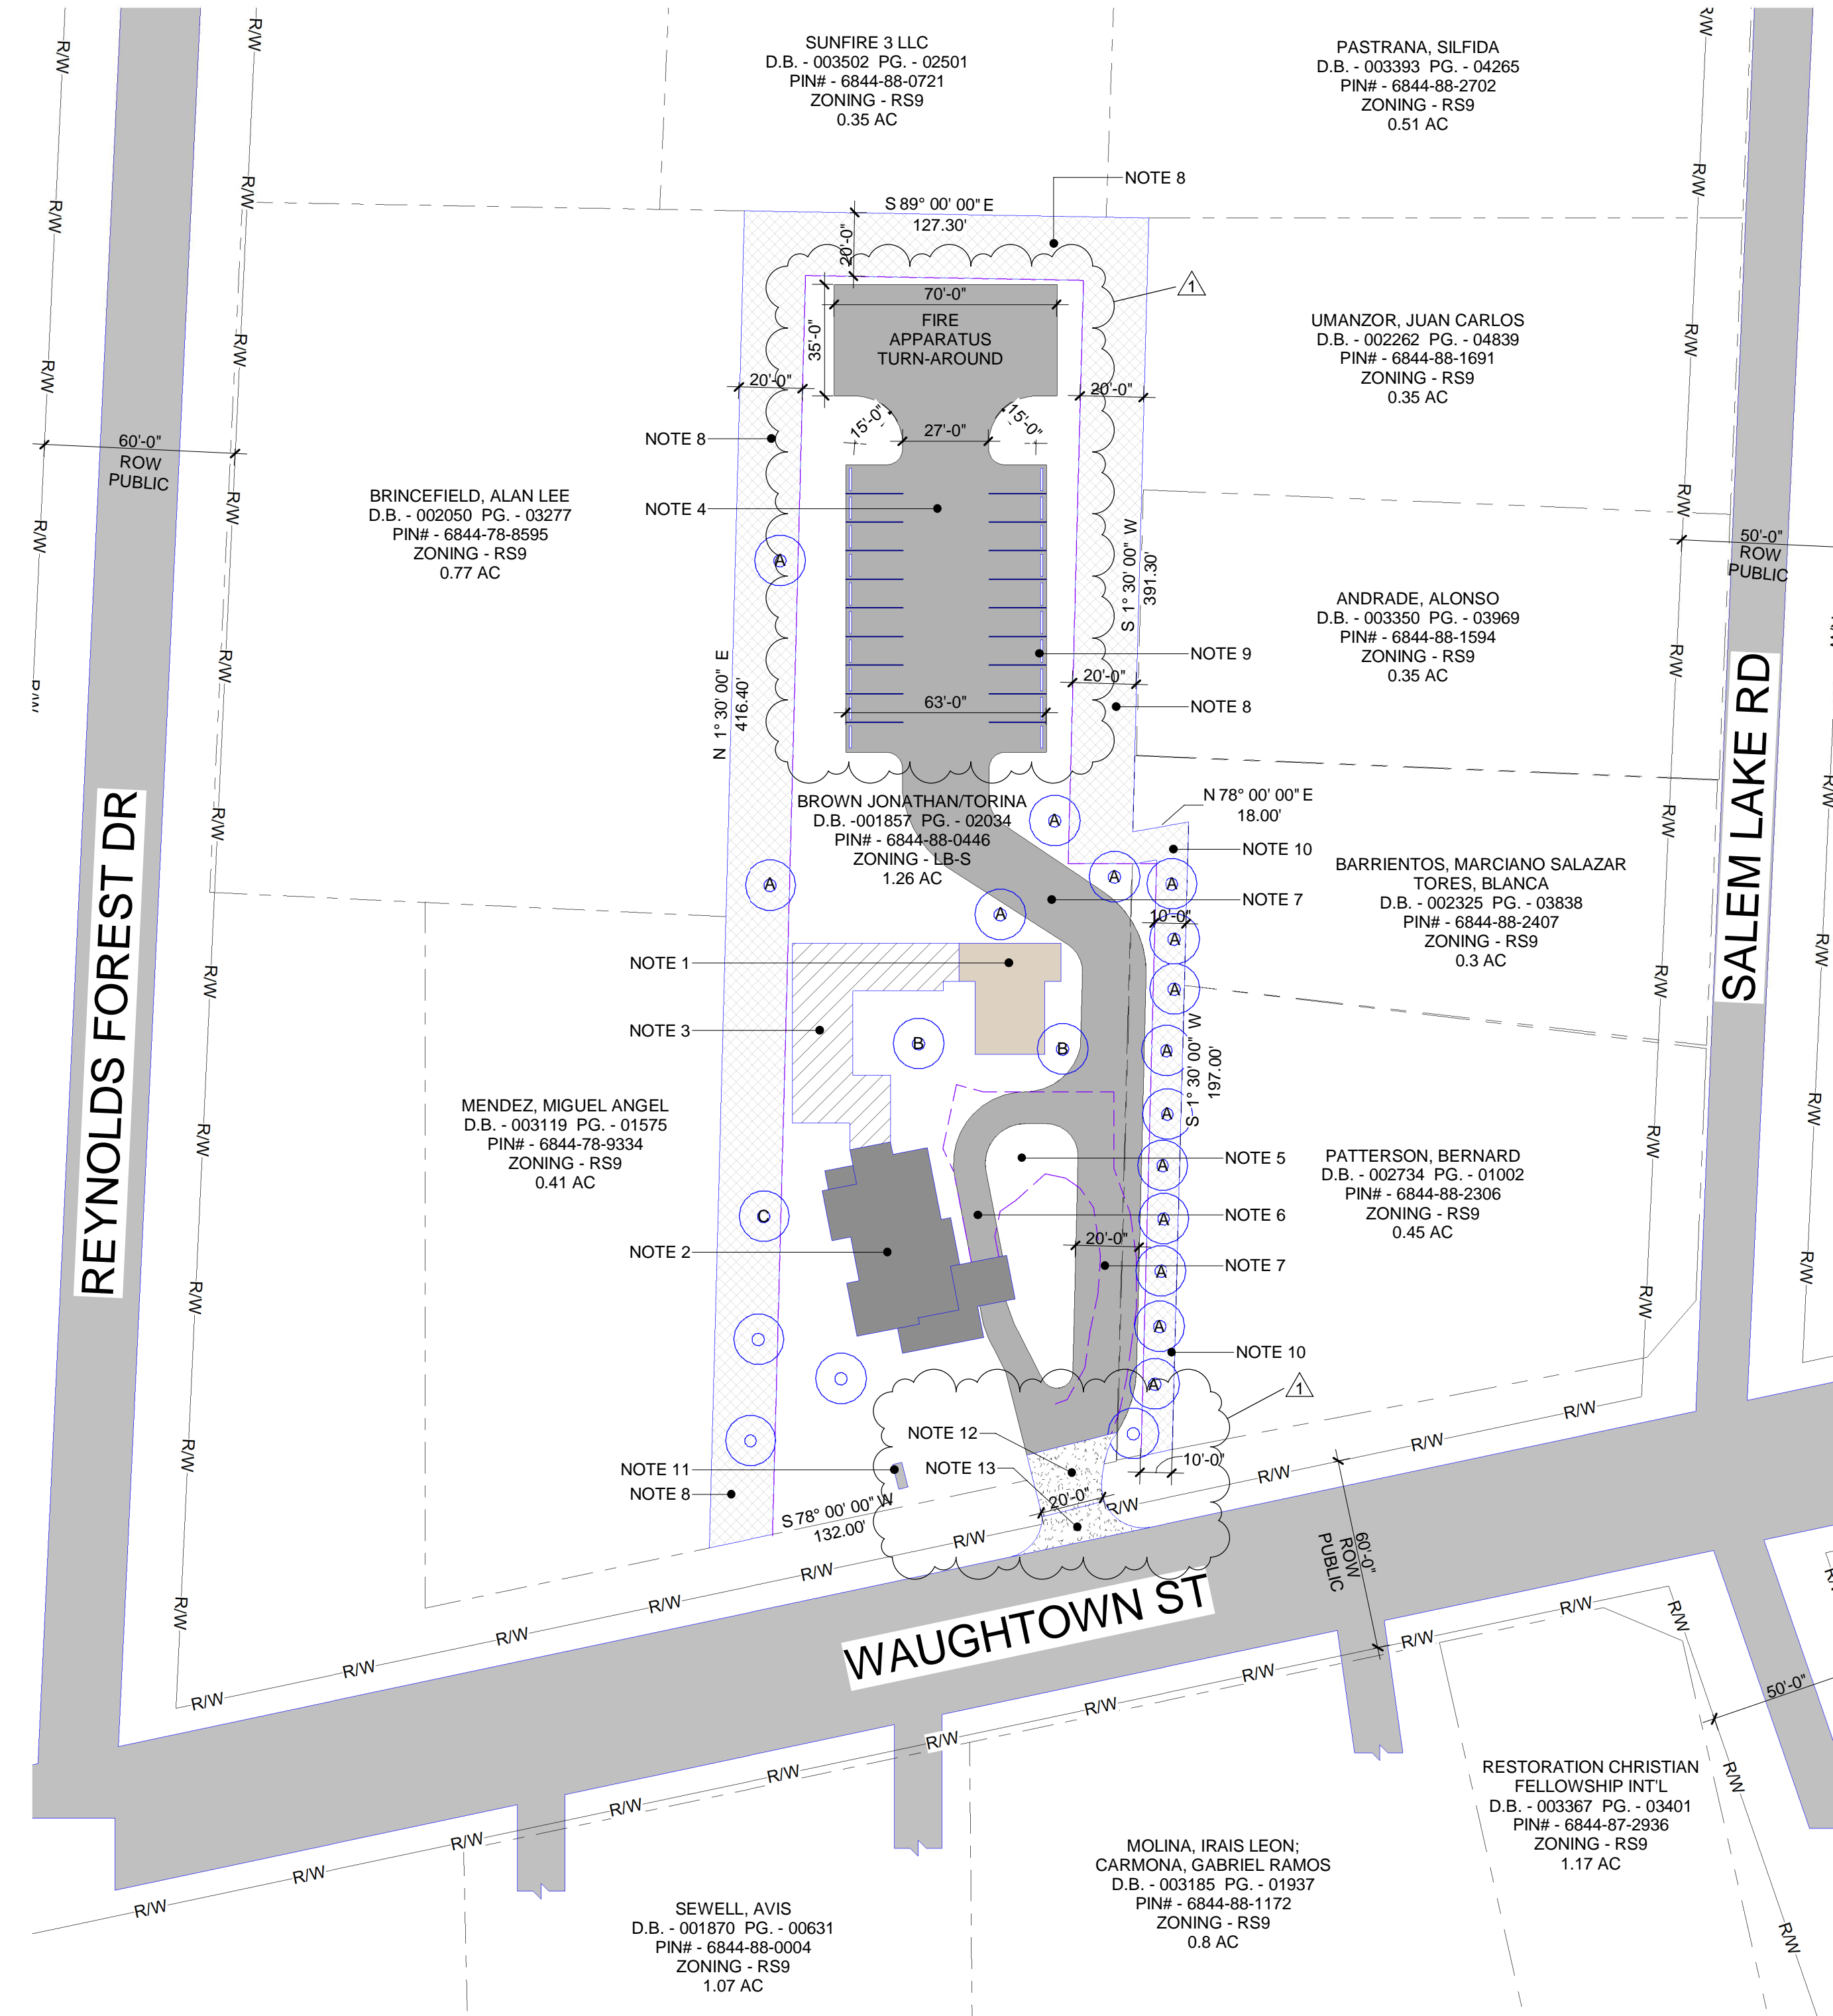 SUNFIRE 3 LLC
D.B. - 003502 PG. - 02501
PIN# - 6844-88-0721
ZONING - RS9
0.35 AC
PASTRANA, SILFIDA
D.B. - 003393 PG. - 04265
PIN# - 6844-88-2702
ZONING - RS9
0.51 AC
R/W
R/W
R/W
R/W
R/W
R/W
R/W
R/W
R/W
NOTE 8
S 89° 00' 00" E
127.30'
20'-0"
1
70'-0"
FIRE
APPARATUS
TURN-AROUND
35'-0"
20'-0"
20'-0"
15'-0"
15'-0"
27'-0"
UMANZOR, JUAN CARLOS
D.B. - 002262 PG. - 04839
PIN# - 6844-88-1691
ZONING - RS9
0.35 AC
R/W
R/W
R/W
60'-0"
ROW
PUBLIC
NOTE 8
NOTE 4
BRINCEFIELD, ALAN LEE
D.B. - 002050 PG. - 03277
PIN# - 6844-78-8595
ZONING - RS9
0.77 AC
R/W
R/W
R/W
R/W
50'-0"
ROW
PUBLIC
A
S 1° 30' 00" W
391.30'
ANDRADE, ALONSO
D.B. - 003350 PG. - 03969
PIN# - 6844-88-1594
ZONING - RS9
0.35 AC
NOTE 9
20'-0"
NOTE 8
63'-0"
N 1° 30' 00" E
416.40'
R/W
R/W
SALEM LAKE RD
REYNOLDS FOREST DR
R/W
R/W
R/W
BROWN JONATHAN/TORINA
D.B. -001857 PG. - 02034
PIN# - 6844-88-0446
ZONING - LB-S
1.26 AC
A
N 78° 00' 00" E
18.00'
NOTE 10
BARRIENTOS, MARCIANO SALAZAR
TORES, BLANCA
D.B. - 002325 PG. - 03838
PIN# - 6844-88-2407
ZONING - RS9
0.3 AC
A
A
A
NOTE 7
A
10'-0"
A
NOTE 1
R/W
R/W
R/W
A
NOTE 3
B
B
A
S 1° 30' 00" W
197.00'
MENDEZ, MIGUEL ANGEL
D.B. - 003119 PG. - 01575
PIN# - 6844-78-9334
ZONING - RS9
0.41 AC
A
R/W
R/W
R/W
NOTE 5
A
PATTERSON, BERNARD
D.B. - 002734 PG. - 01002
PIN# - 6844-88-2306
ZONING - RS9
0.45 AC
C
NOTE 6
A
NOTE 2
20'-0"
NOTE 7
A
R/W
R/W
R/W
A
NOTE 10
A
1
R/W
R/W
R/W
R/W
NOTE 12
NOTE 11
NOTE 13
NOTE 8
10'-0"
20'-0"
R/W
S 78° 00' 00" W
132.00'
R/W
R/W
R/W
R/W
R/W
R/W
R/W
60'-0"
ROW
PUBLIC
WAUGHTOWN ST
R/W
R/W
R/W
R/W
R/W
50'-0"
R/W
R/W
R/W
R/W
R/W
R/W
R/W
R/W
RESTORATION CHRISTIAN
FELLOWSHIP INT'L
D.B. - 003367 PG. - 03401
PIN# - 6844-87-2936
ZONING - RS9
1.17 AC
MOLINA, IRAIS LEON;
CARMONA, GABRIEL RAMOS
D.B. - 003185 PG. - 01937
PIN# - 6844-88-1172
ZONING - RS9
0.8 AC
SEWELL, AVIS
D.B. - 001870 PG. - 00631
PIN# - 6844-88-0004
ZONING - RS9
1.07 AC
R/W